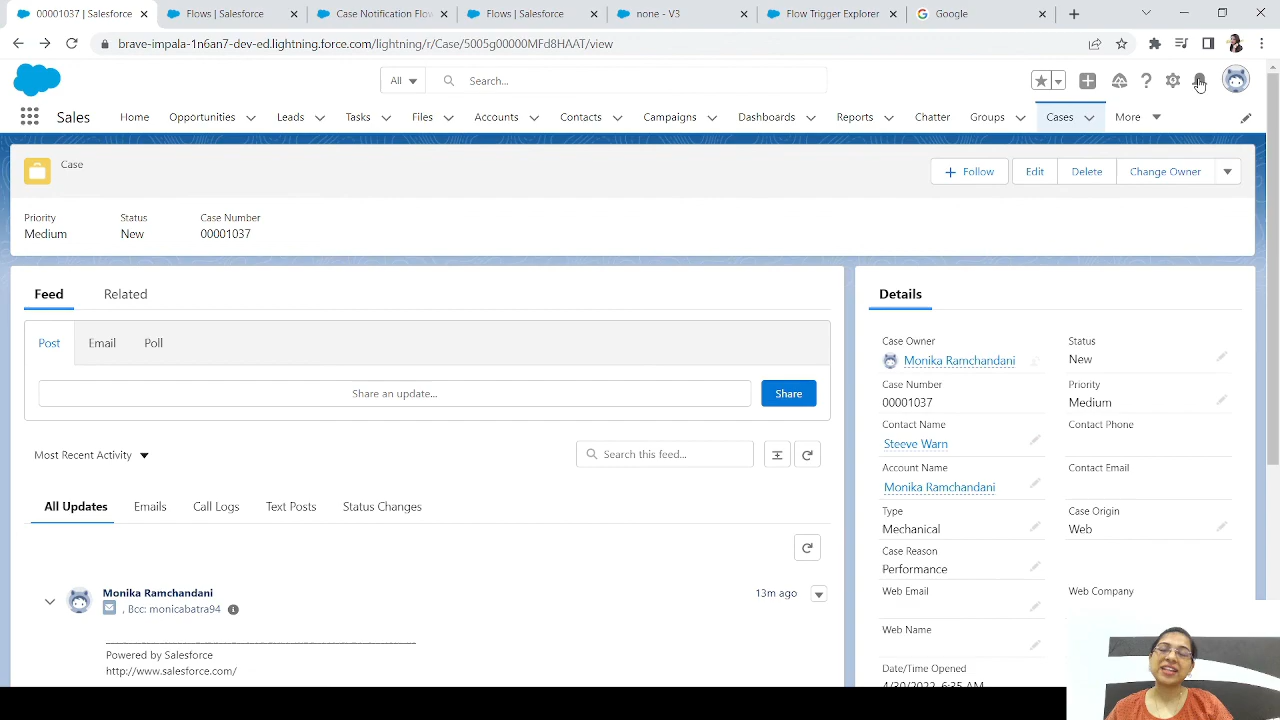 00001037 | Salesforce
Flows | Salesforce
Case Notification Flow
Flows | Salesforce
none - V3
Flow Trigger Explorer
Google
brave-impala-1n6an7-dev-ed.lightning.force.com/lightning/r/Case/5005g00000MFd8HAAT/view
All
Search...
Sales
Home
Opportunities
Leads
Tasks
Files
Accounts
Contacts
Campaigns
Dashboards
Reports
Chatter
Groups
Cases
More
Case
Follow
Edit
Delete
Change Owner
Priority
Medium
Status
New
Case Number
00001037
Feed
Related
Post
Email
Poll
Share an update...
Share
Most Recent Activity
Search this feed...
All Updates
Emails
Call Logs
Text Posts
Status Changes
Monika Ramchandani
13m ago
, Bcc: monicabatra94
Powered by Salesforce
http://www.salesforce.com/
Details
Case Owner
Monika Ramchandani
Status
New
Case Number
00001037
Priority
Medium
Contact Name
Steeve Warn
Contact Phone
Account Name
Monika Ramchandani
Contact Email
Type
Mechanical
Case Origin
Web
Case Reason
Performance
Web Email
Web Company
Web Name
Date/Time Opened
4/30/2022, 6:35 AM